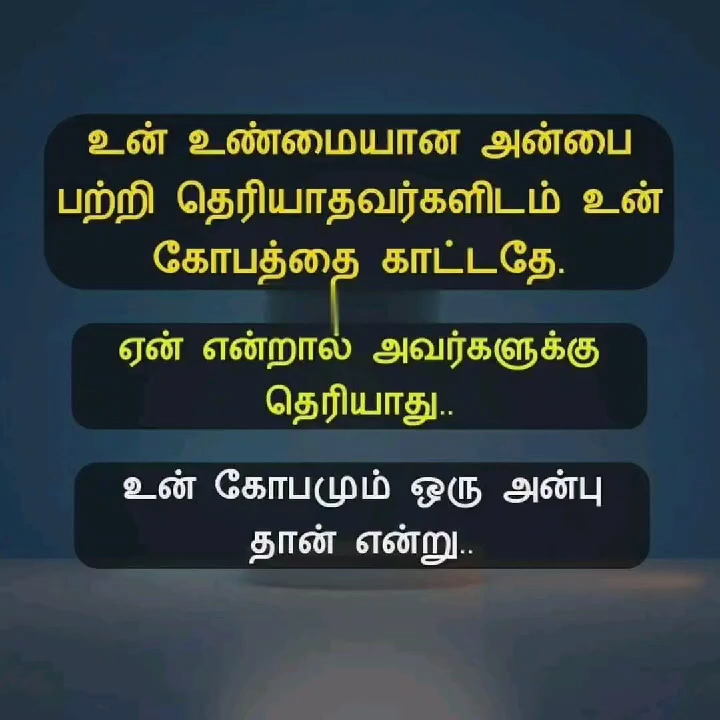 உன் உண்மையான அன்பை
பற்றி தெரியாதவர்களிடம் உன்
கோபத்தை காட்டதே.
ஏன் என்றால் அவர்களுக்கு
தெரியாது..
உன் கோபமும் ஒரு அன்பு
தான் என்று..